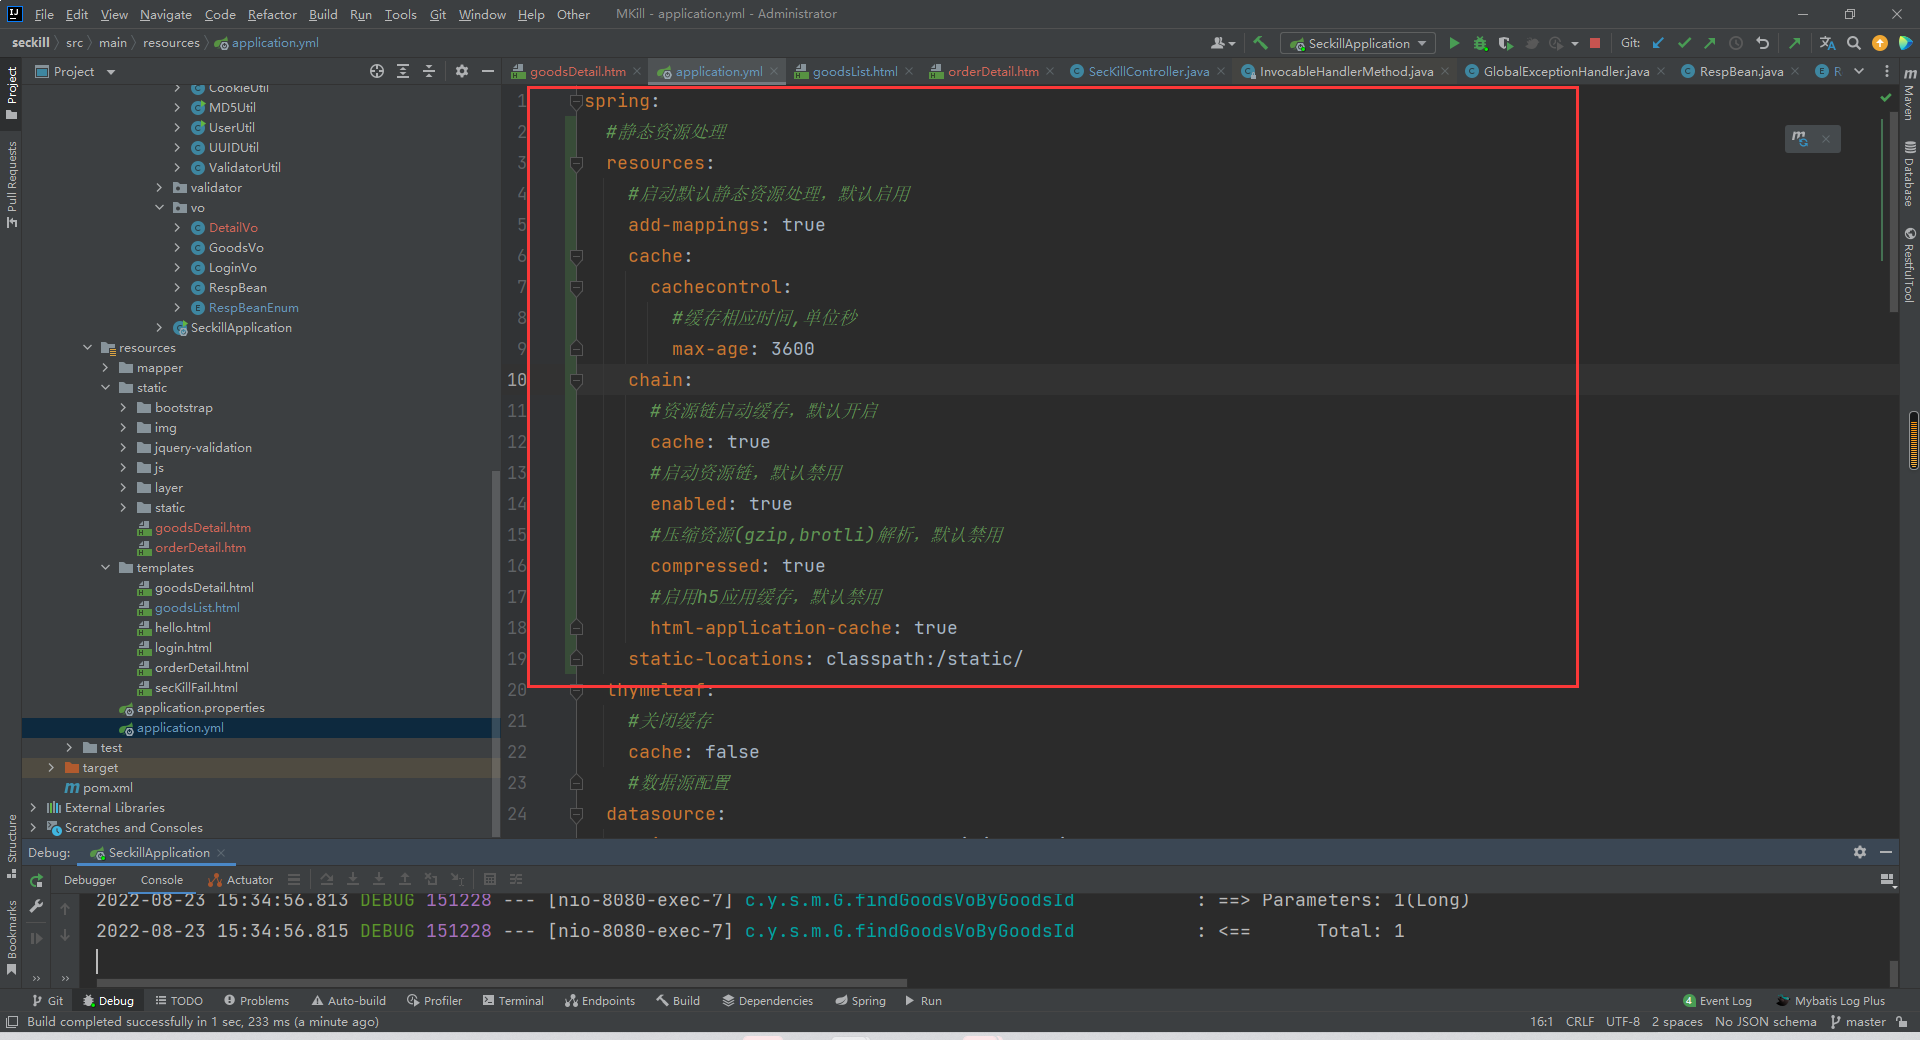 File Edit View Navigate Code Refactor Build Run Tools Git Window Help Other MKill - application.yml - Administrator
seckill src main resources application.yml SeckillApplication Git:
Project
goodsDetail.htm application.yml goodsList.html orderDetail.htm SecKillController.java InvocableHandlerMethod.java GlobalExceptionHandler.java RespBean.java R
Project
Pull Requests
Structure
Bookmarks
Maven
Database
RestfulTool
CookieUtil
MD5Util
UserUtil
UUIDUtil
ValidatorUtil
validator
vo
DetailVo
GoodsVo
LoginVo
RespBean
RespBeanEnum
SeckillApplication
resources
mapper
static
bootstrap
img
jquery-validation
js
layer
static
goodsDetail.htm
orderDetail.htm
templates
goodsDetail.html
goodsList.html
hello.html
login.html
orderDetail.html
secKillFail.html
application.properties
application.yml
test
target
pom.xml
External Libraries
Scratches and Consoles
1 spring:
2 #静态资源处理
3 resources:
4 #启动默认静态资源处理，默认启用
5 add-mappings: true
6 cache:
7 cachecontrol:
8 #缓存相应时间,单位秒
9 max-age: 3600
10 chain:
11 #资源链启动缓存，默认开启
12 cache: true
13 #启动资源链，默认禁用
14 enabled: true
15 #压缩资源(gzip,brotli)解析，默认禁用
16 compressed: true
17 #启用h5应用缓存，默认禁用
18 html-application-cache: true
19 static-locations: classpath:/static/
20 thymeleaf:
21 #关闭缓存
22 cache: false
23 #数据源配置
24 datasource:
Debug: SeckillApplication
Debugger Console Actuator
2022-08-23 15:34:56.813 DEBUG 151228 --- [nio-8080-exec-7] c.y.s.m.G.findGoodsVoByGoodsId : ==> Parameters: 1(Long)
2022-08-23 15:34:56.815 DEBUG 151228 --- [nio-8080-exec-7] c.y.s.m.G.findGoodsVoByGoodsId : <== Total: 1
Git Debug TODO Problems Auto-build Profiler Terminal Endpoints Build Dependencies Spring Run 4 Event Log Mybatis Log Plus
Build completed successfully in 1 sec, 233 ms (a minute ago) 16:1 CRLF UTF-8 2 spaces No JSON schema master